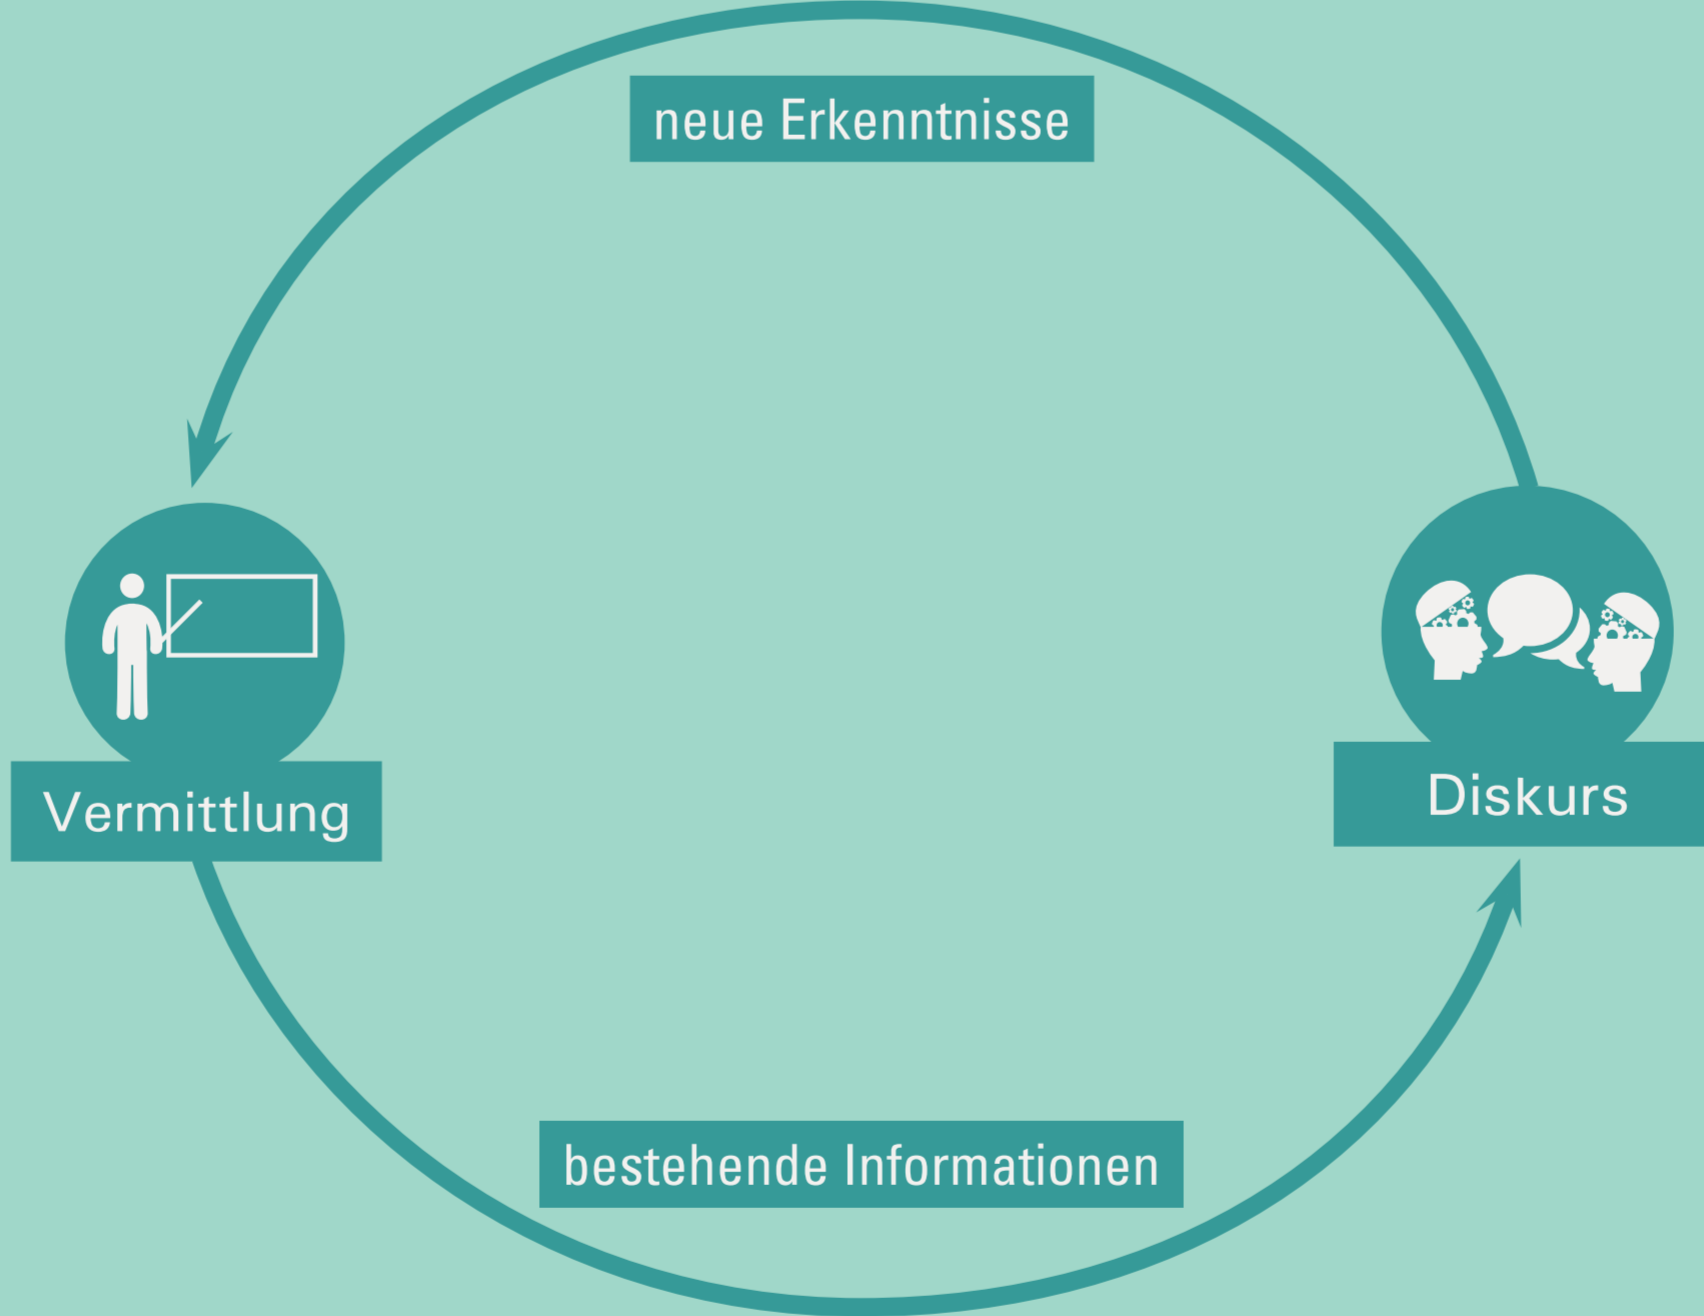 neue Erkenntnisse
Vermittlung
Diskurs
bestehende Informationen